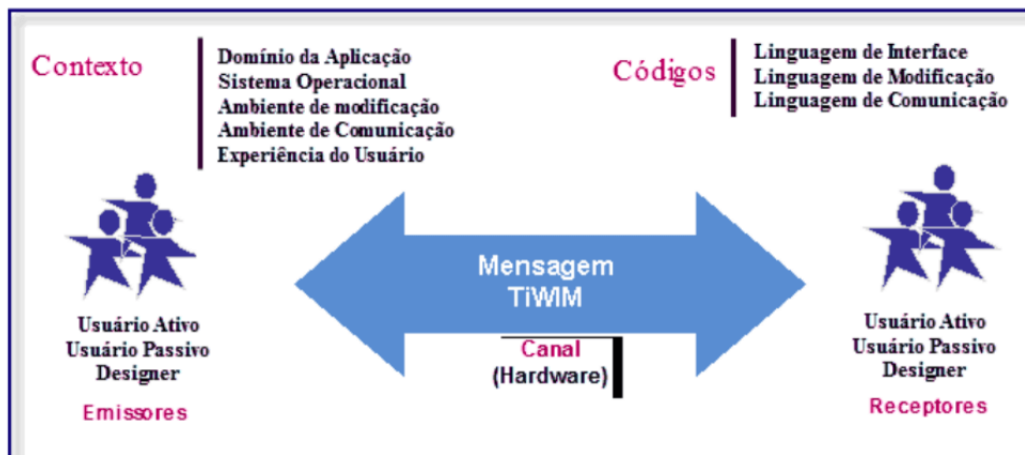 Contexto
Domínio da Aplicação
Sistema Operacional
Ambiente de modificação
Ambiente de Comunicação
Experiência do Usuário
Códigos
Linguagem de Interface
Linguagem de Modificação
Linguagem de Comunicação
Mensagem
TiWIM
Canal
(Hardware)
Usuário Ativo
Usuário Passivo
Designer
Emissores
Usuário Ativo
Usuário Passivo
Designer
Receptores